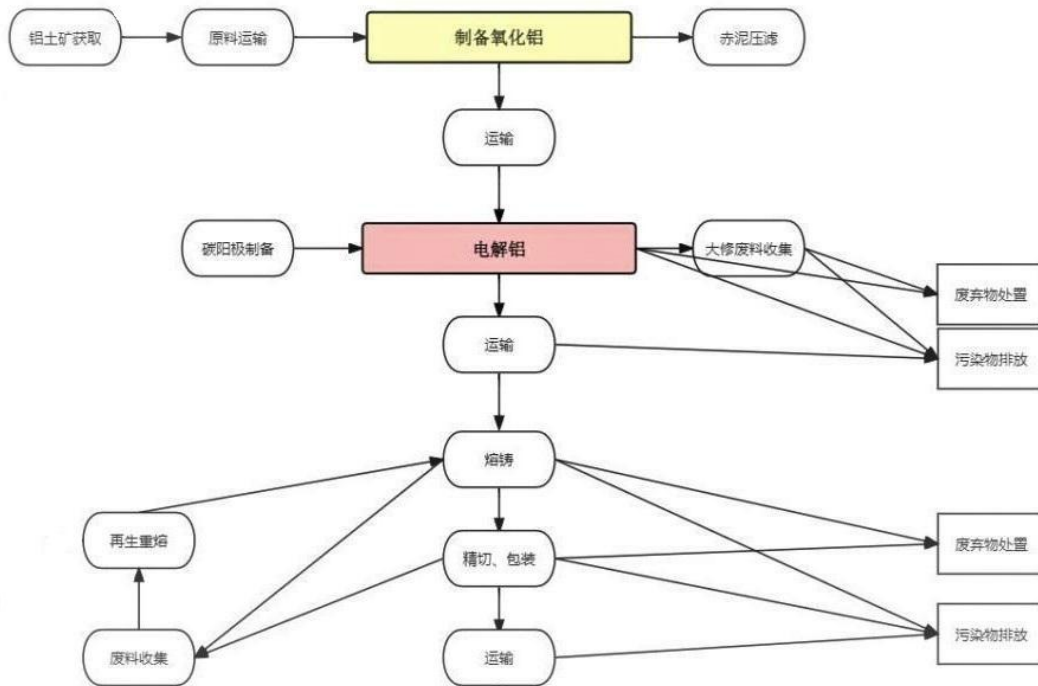 铝土矿获取
原料运输
制备氧化铝
赤泥压滤
运输
碳阳极制备
电解铝
大修废料收集
废弃物处置
运输
污染物排放
熔铸
再生重熔
精切、包装
废弃物处置
废料收集
运输
污染物排放